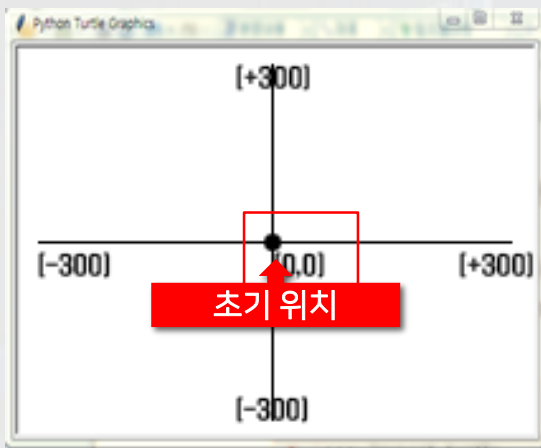 Python Turtle Graphics
[+300]
[-300]
[0,0]
[+300]
초기 위치
[-300]